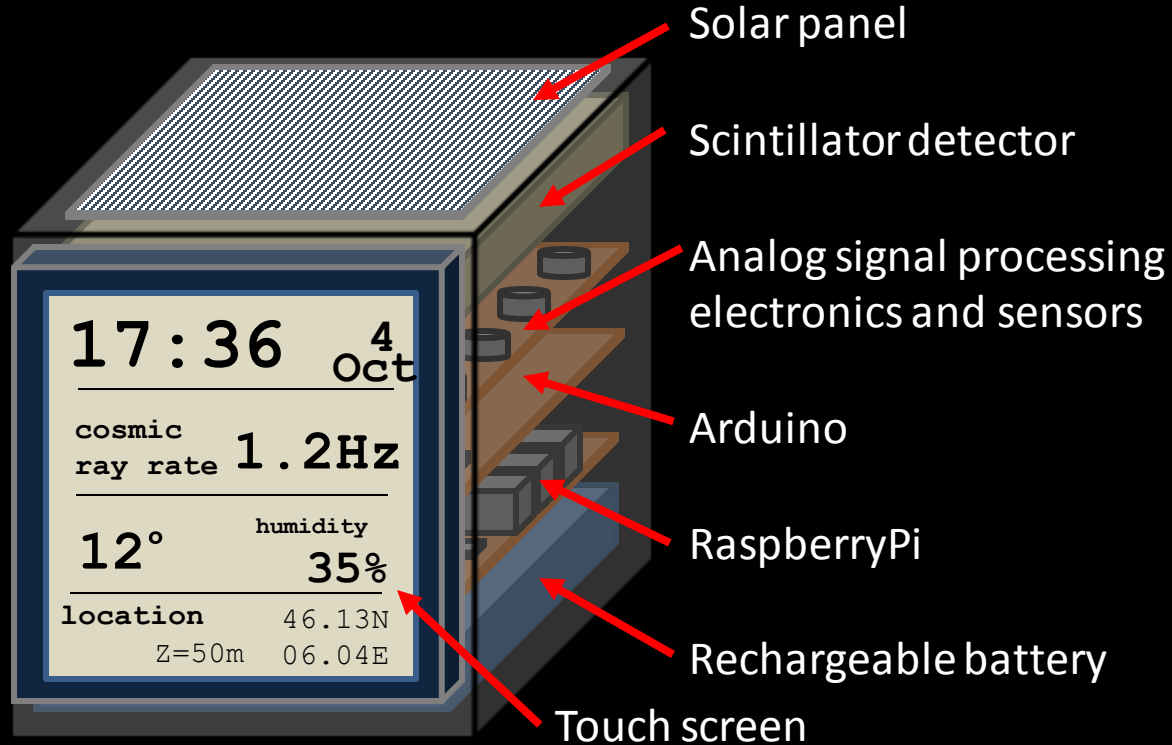 Solar panel
Scintillator detector
Analog signal processing
electronics and sensors
Arduino
RaspberryPi
Rechargeable battery
Touch screen
17:36 4
Oct
cosmic
ray rate 1.2Hz
12° humidity
35%
location 46.13N
Z=50m 06.04E